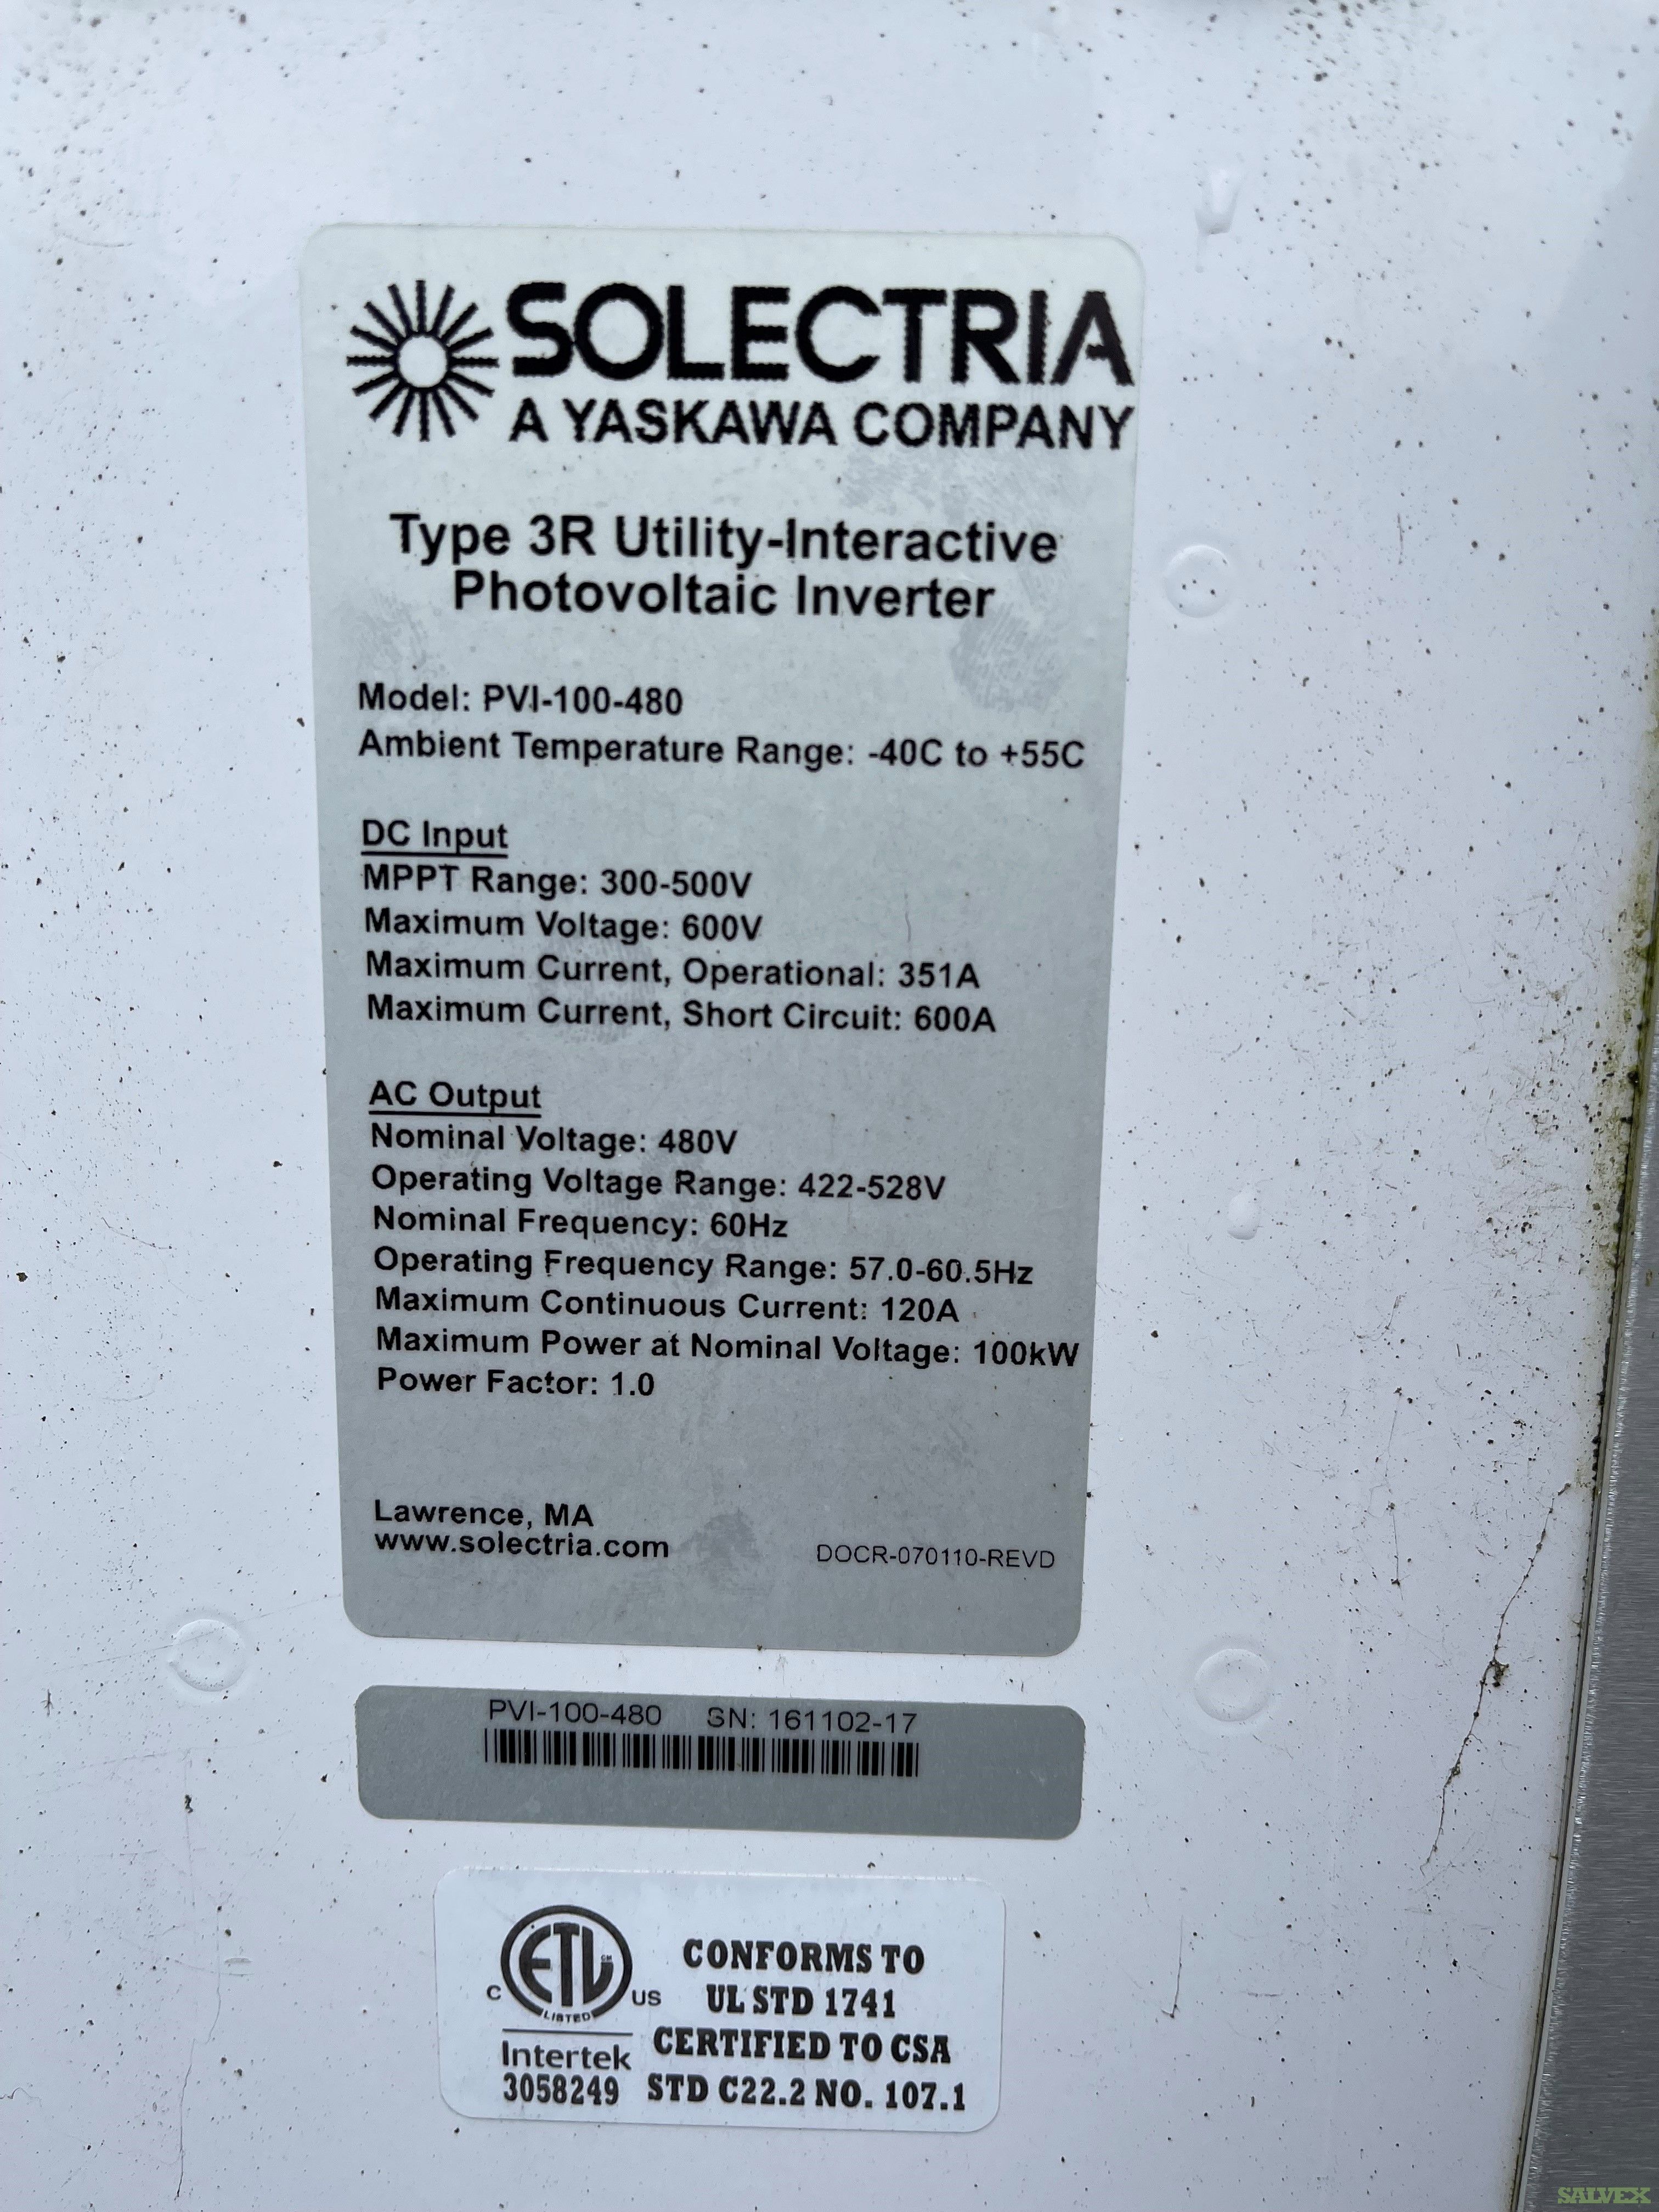 SOLECTRIA
A YASKAWA COMPANY
Type 3R Utility-Interactive
Photovoltaic Inverter
Model: PVI-100-480
Ambient Temperature Range: -40C to +55C
DC Input
MPPT Range: 300-500V
Maximum Voltage: 600V
Maximum Current, Operational: 351A
Maximum Current, Short Circuit: 600A
AC Output
Nominal Voltage: 480V
Operating Voltage Range: 422-528V
Nominal Frequency: 60Hz
Operating Frequency Range: 57.0-60.5Hz
Maximum Continuous Current: 120A
Maximum Power at Nominal Voltage: 100kW
Power Factor: 1.0
Lawrence, MA
www.solectria.com
DOCR-070110-REVD
PVI-100-480 SN: 161102-17
ETL CM
LISTED
C US
Intertek
3058249
CONFORMS TO
UL STD 1741
CERTIFIED TO CSA
STD C22.2 NO. 107.1
SALVEX